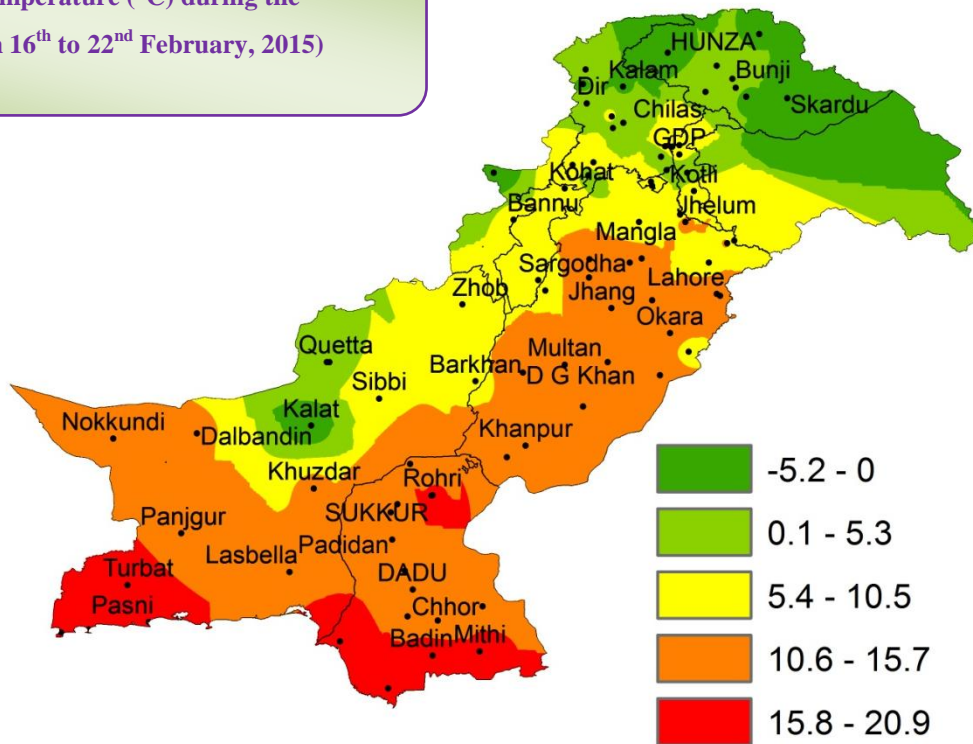 mperature (°C) during the
16th to 22nd February, 2015)
HUNZA
Kalam
Bunji
Dir
Skardu
Chilas
GDP
Kohat
Kotli
Bannu
Jhelum
Mangla
Sargodha
Lahore
Zhob
Jhang
Okara
Quetta
Multan
Barkhan
D G Khan
Sibbi
Kalat
Nokkundi
Dalbandin
Khanpur
Khuzdar
Rohri
SUKKUR
Panjgur
Padidan
Lasbella
Turbat
DADU
Pasni
Chhor
Badin
Mithi
-5.2 - 0
0.1 - 5.3
5.4 - 10.5
10.6 - 15.7
15.8 - 20.9